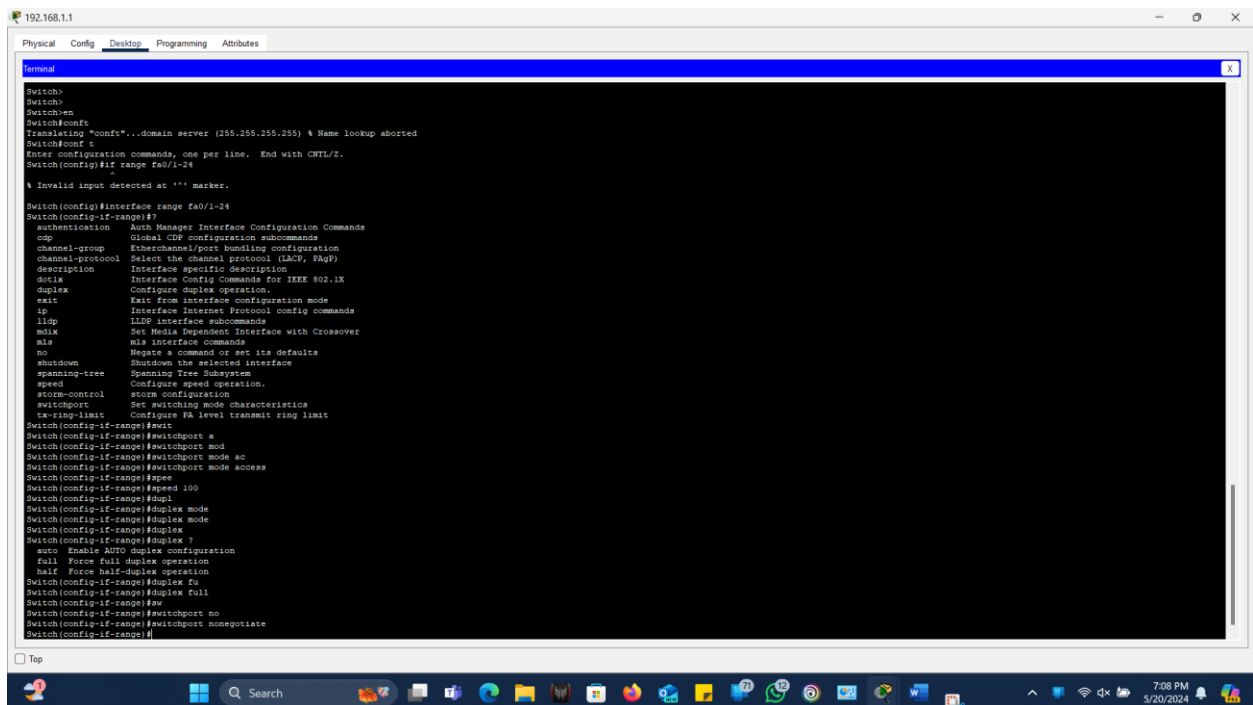 192.168.1.1
Physical Config Desktop Programming Attributes
Terminal X
Switch>
Switch>
Switch>en
Switch#conft
Translating "conft"...domain server (255.255.255.255) % Name lookup aborted
Switch#conf t
Enter configuration commands, one per line. End with CNTL/Z.
Switch(config)#if range fa0/1-24
^
% Invalid input detected at '^' marker.
Switch(config)#interface range fa0/1-24
Switch(config-if-range)#?
authentication Auth Manager Interface Configuration Commands
cdp Global CDP configuration subcommands
channel-group Etherchannel/port bundling configuration
channel-protocol Select the channel protocol (LACP, PAgP)
description Interface specific description
dot1x Interface Config Commands for IEEE 802.1X
duplex Configure duplex operation.
exit Exit from interface configuration mode
ip Interface Internet Protocol config commands
lldp LLDP interface subcommands
mdix Set Media Dependent Interface with Crossover
mls mls interface commands
no Negate a command or set its defaults
shutdown Shutdown the selected interface
spanning-tree Spanning Tree Subsystem
speed Configure speed operation.
storm-control storm configuration
switchport Set switching mode characteristics
tx-ring-limit Configure PA level transmit ring limit
Switch(config-if-range)#swit
Switch(config-if-range)#switchport a
Switch(config-if-range)#switchport mod
Switch(config-if-range)#switchport mode ac
Switch(config-if-range)#switchport mode access
Switch(config-if-range)#spee
Switch(config-if-range)#speed 100
Switch(config-if-range)#dupl
Switch(config-if-range)#duplex mode
Switch(config-if-range)#duplex mode
Switch(config-if-range)#duplex
Switch(config-if-range)#duplex ?
auto Enable AUTO duplex configuration
full Force full duplex operation
half Force half-duplex operation
Switch(config-if-range)#duplex fu
Switch(config-if-range)#duplex full
Switch(config-if-range)#sw
Switch(config-if-range)#switchport no
Switch(config-if-range)#switchport nonegotiate
Switch(config-if-range)#
Top
1 Search 71 12 7:08 PM
5/20/2024